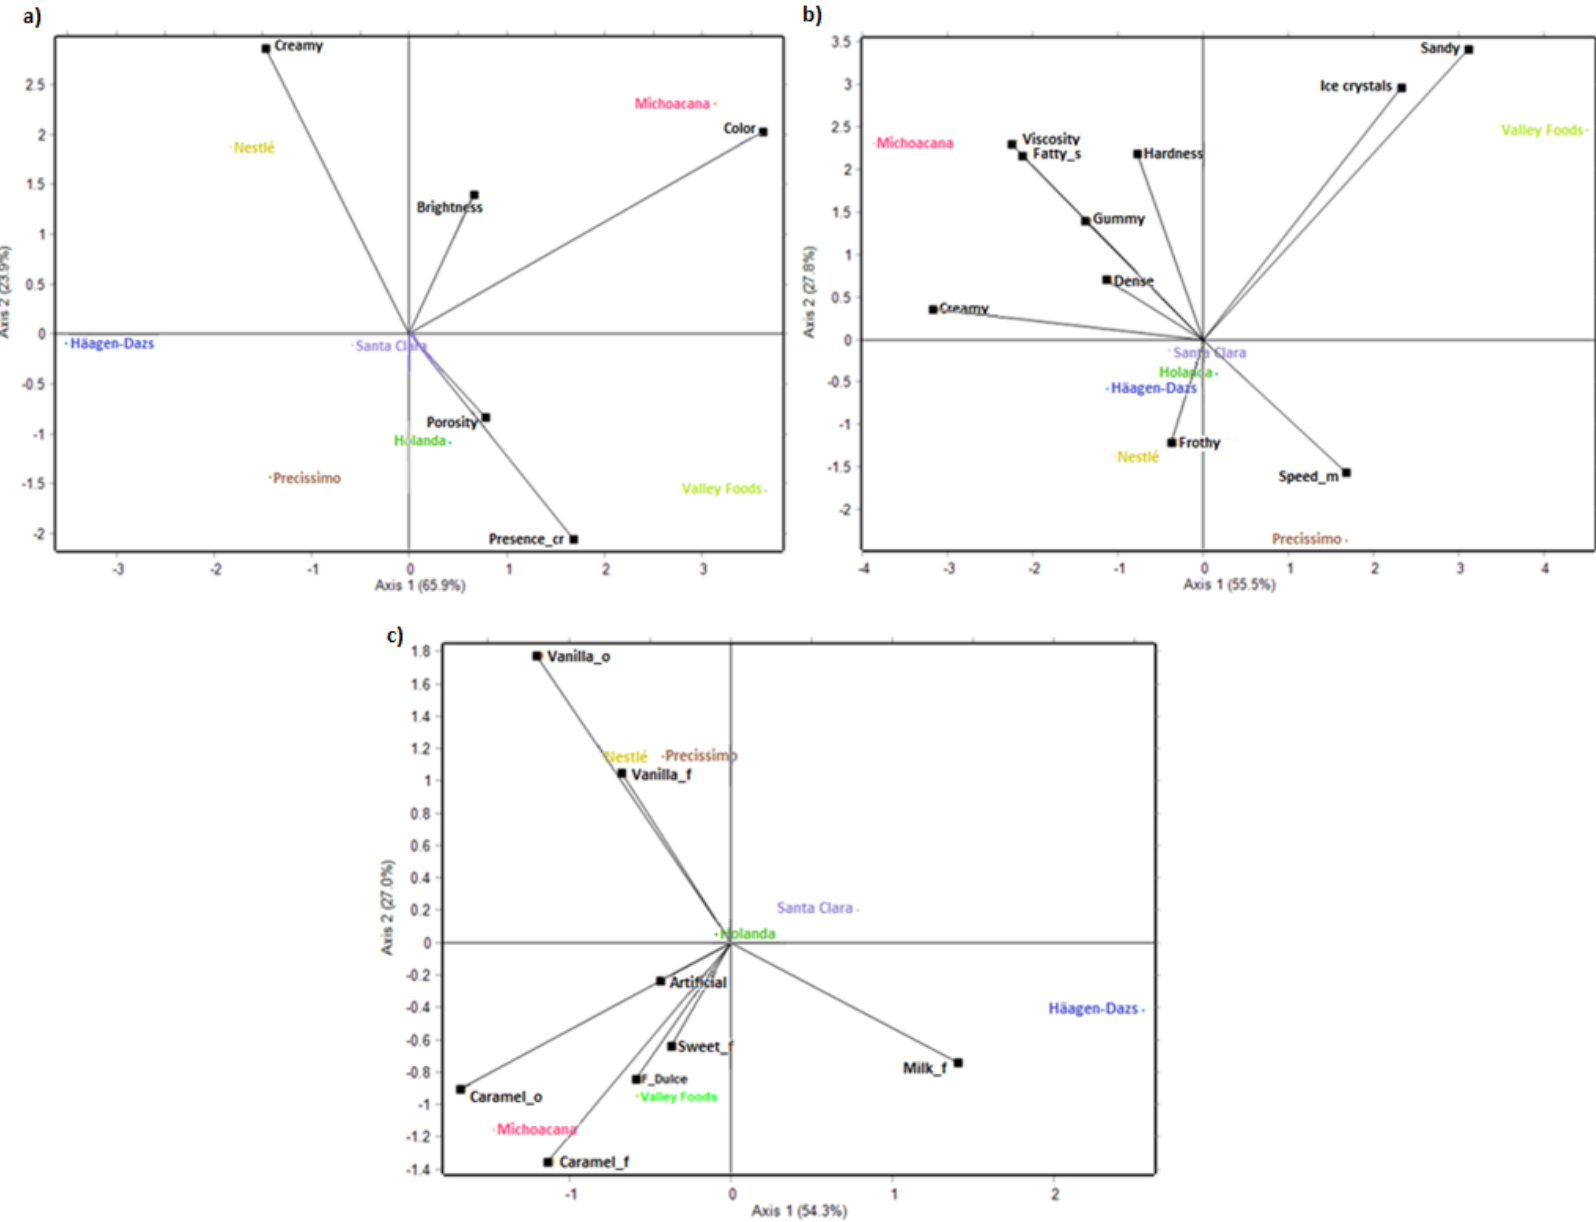 a)
Creamy
2.5
Michoacana
Color
2
Nestlé
1.5
Brightness
1
Axis 2 (23.9%)
0.5
0
Häagen-Dazs
Santa Clara
-0.5
Porosity
-1
Holanda
Precissimo
-1.5
Valley Foods
-2
Presence_cr
-3 -2 -1 0 1 2 3
Axis 1 (65.9%)
b)
3.5
Sandy
3
Ice crystals
2.5
Valley Foods
Michoacana
Viscosity
Fatty_s
Hardness
2
1.5
Gummy
1
Axis 2 (27.8%)
Dense
0.5
Creamy
0
Santa Clara
Holanda
-0.5
Häagen-Dazs
-1
Frothy
Nestlé
-1.5
Speed_m
-2
Precissimo
-4 -3 -2 -1 0 1 2 3 4
Axis 1 (55.5%)
c)
1.8
Vanilla_o
1.6
1.4
1.2
Nestlé
Precissimo
Vanilla_f
1
0.8
0.6
0.4
Axis 2 (27.0%)
0.2
Santa Clara
Holanda
0
-0.2
Artificial
-0.4
Häagen-Dazs
-0.6
Sweet_f
Milk_f
-0.8
F_Dulce
Caramel_o
Valley Foods
-1
Michoacana
-1.2
Caramel_f
-1.4
-1 0 1 2
Axis 1 (54.3%)